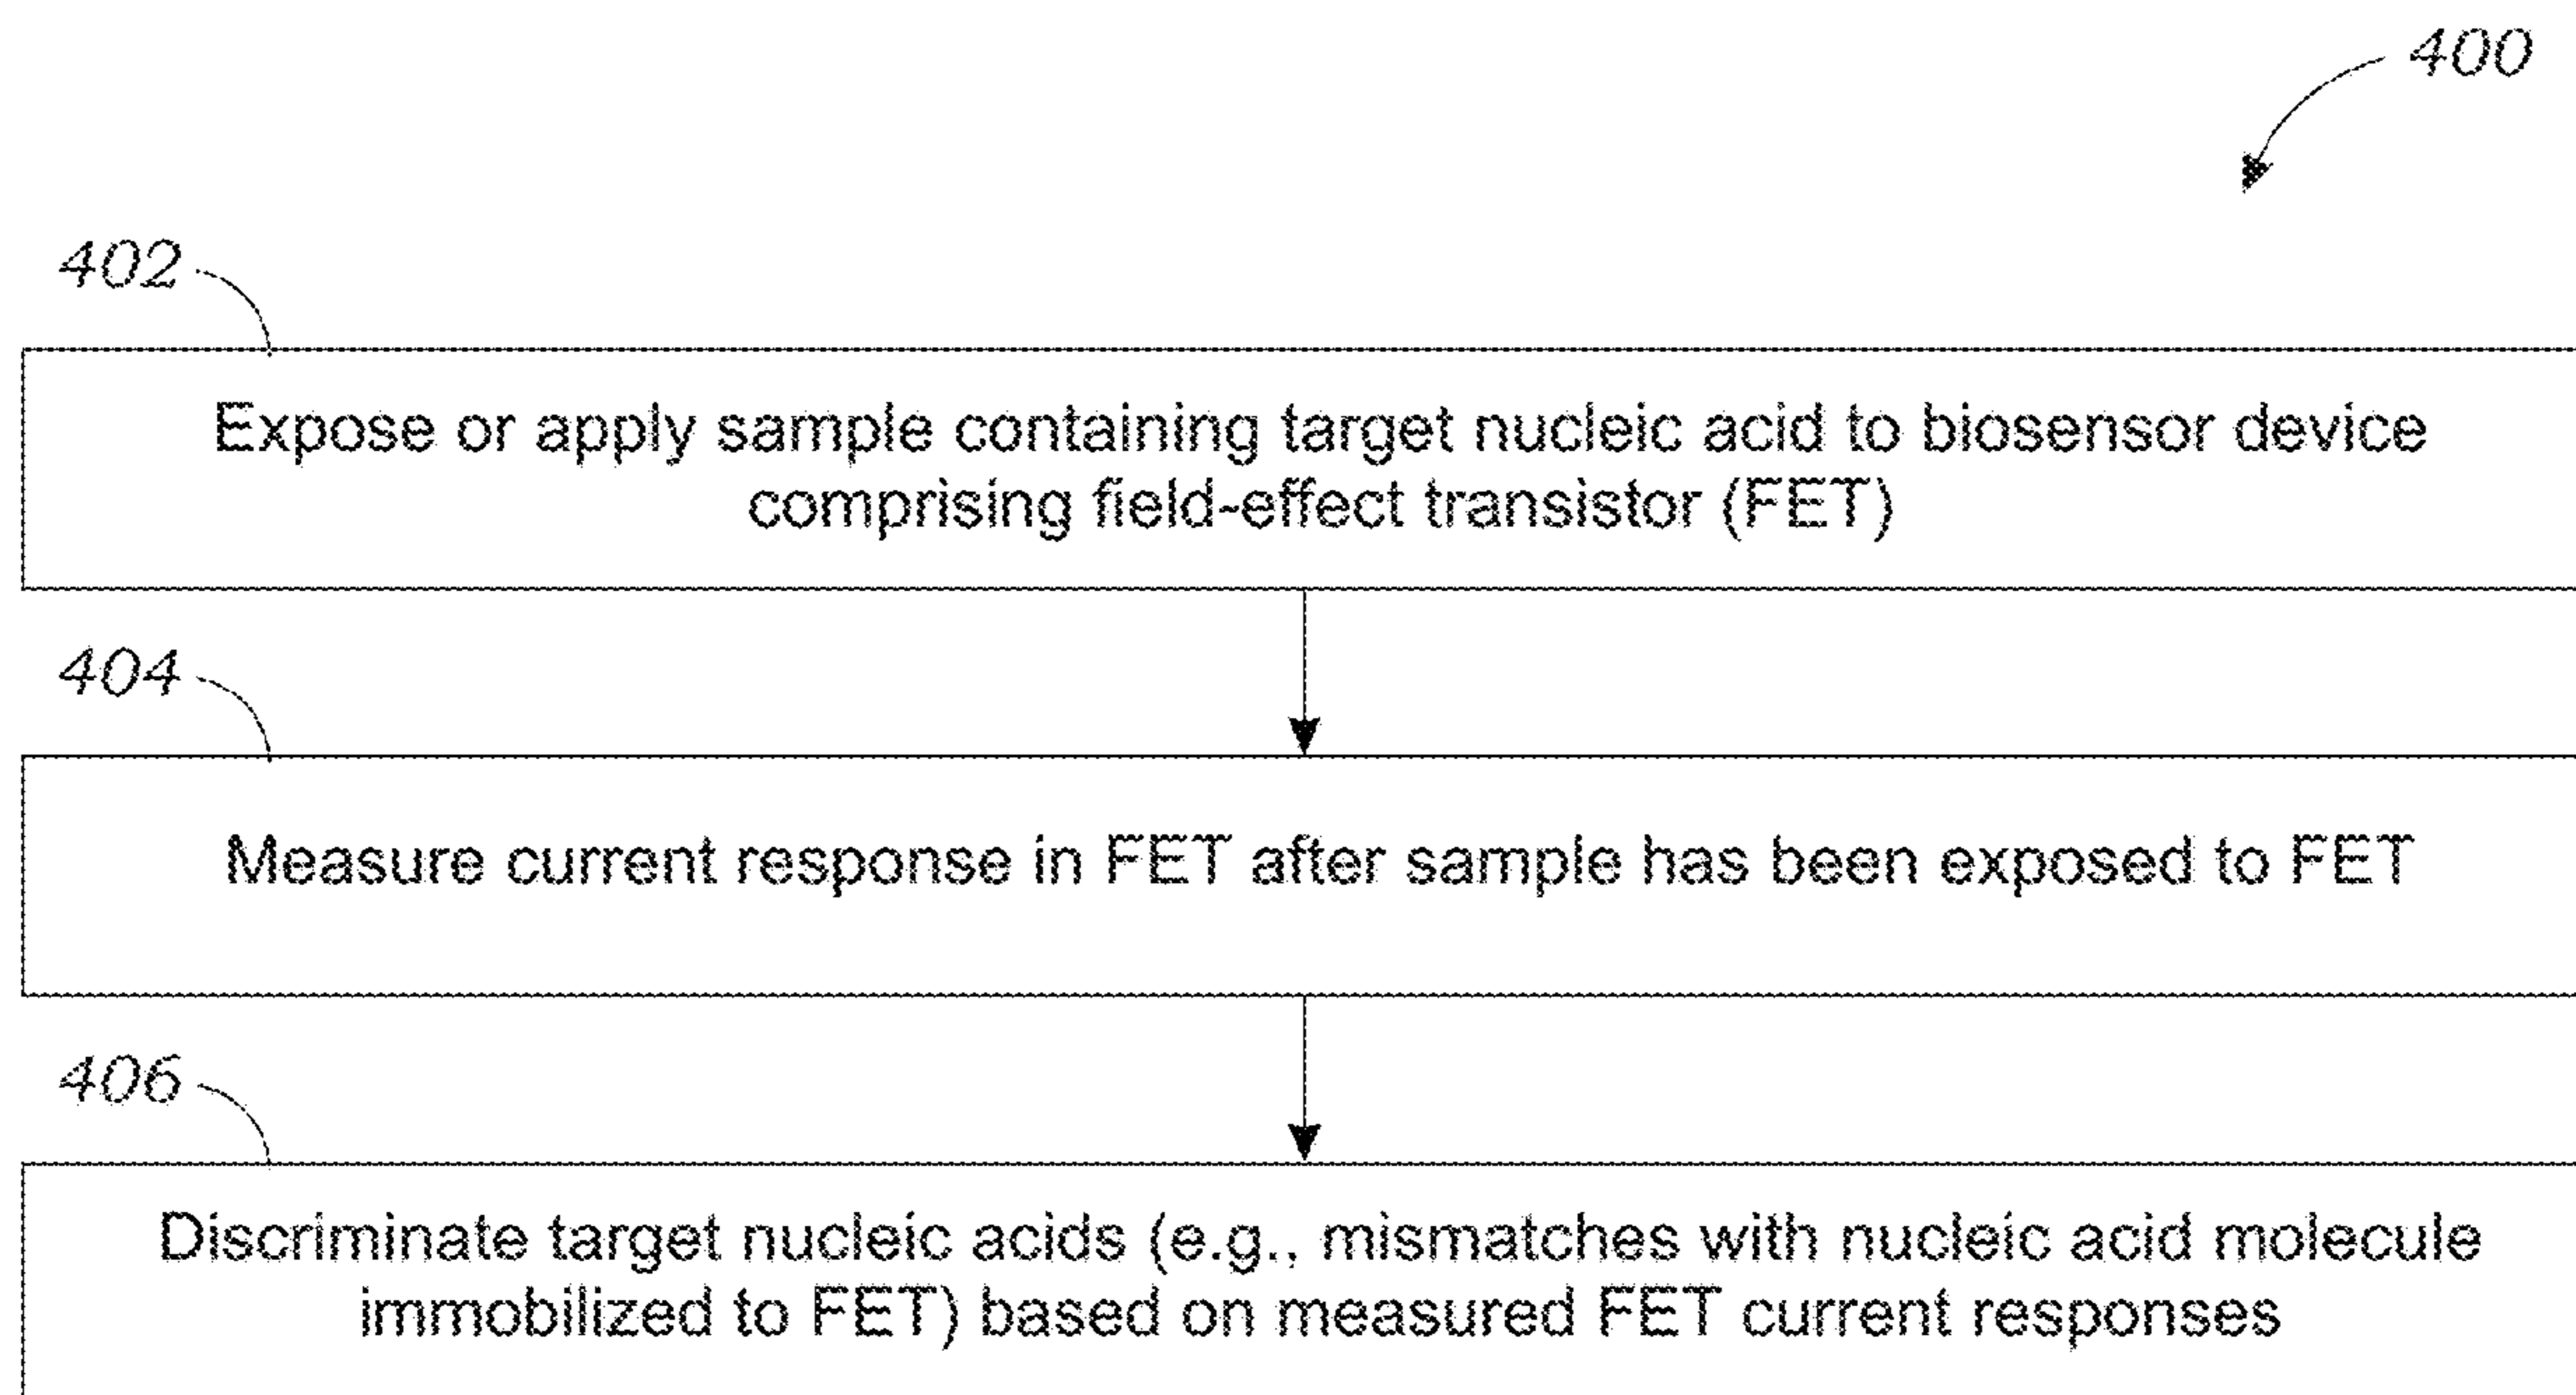 400
402
Expose or apply sample containing target nucleic acid to biosensor device
comprising field-effect transistor (FET)
404
Measure current response in FET after sample has been exposed to FET
406
Discriminate target nucleic acids (e.g., mismatches with nucleic acid molecule
immobilized to FET) based on measured FET current responses